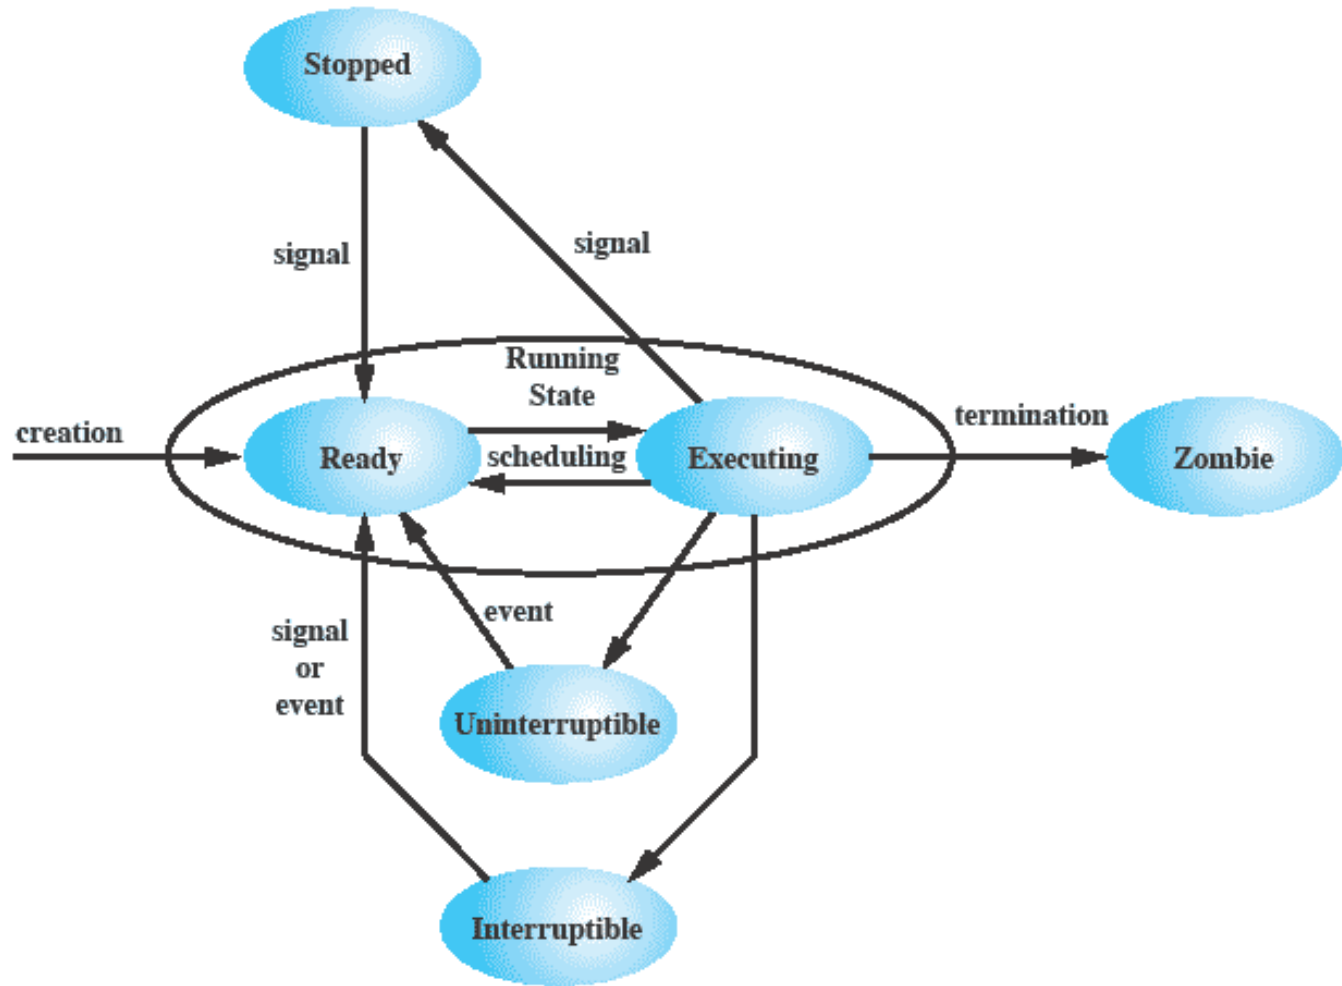 Stopped
signal
signal
Running
State
creation
termination
Ready
scheduling
Executing
Zombie
event
signal
or
event
Uninterruptible
Interruptible